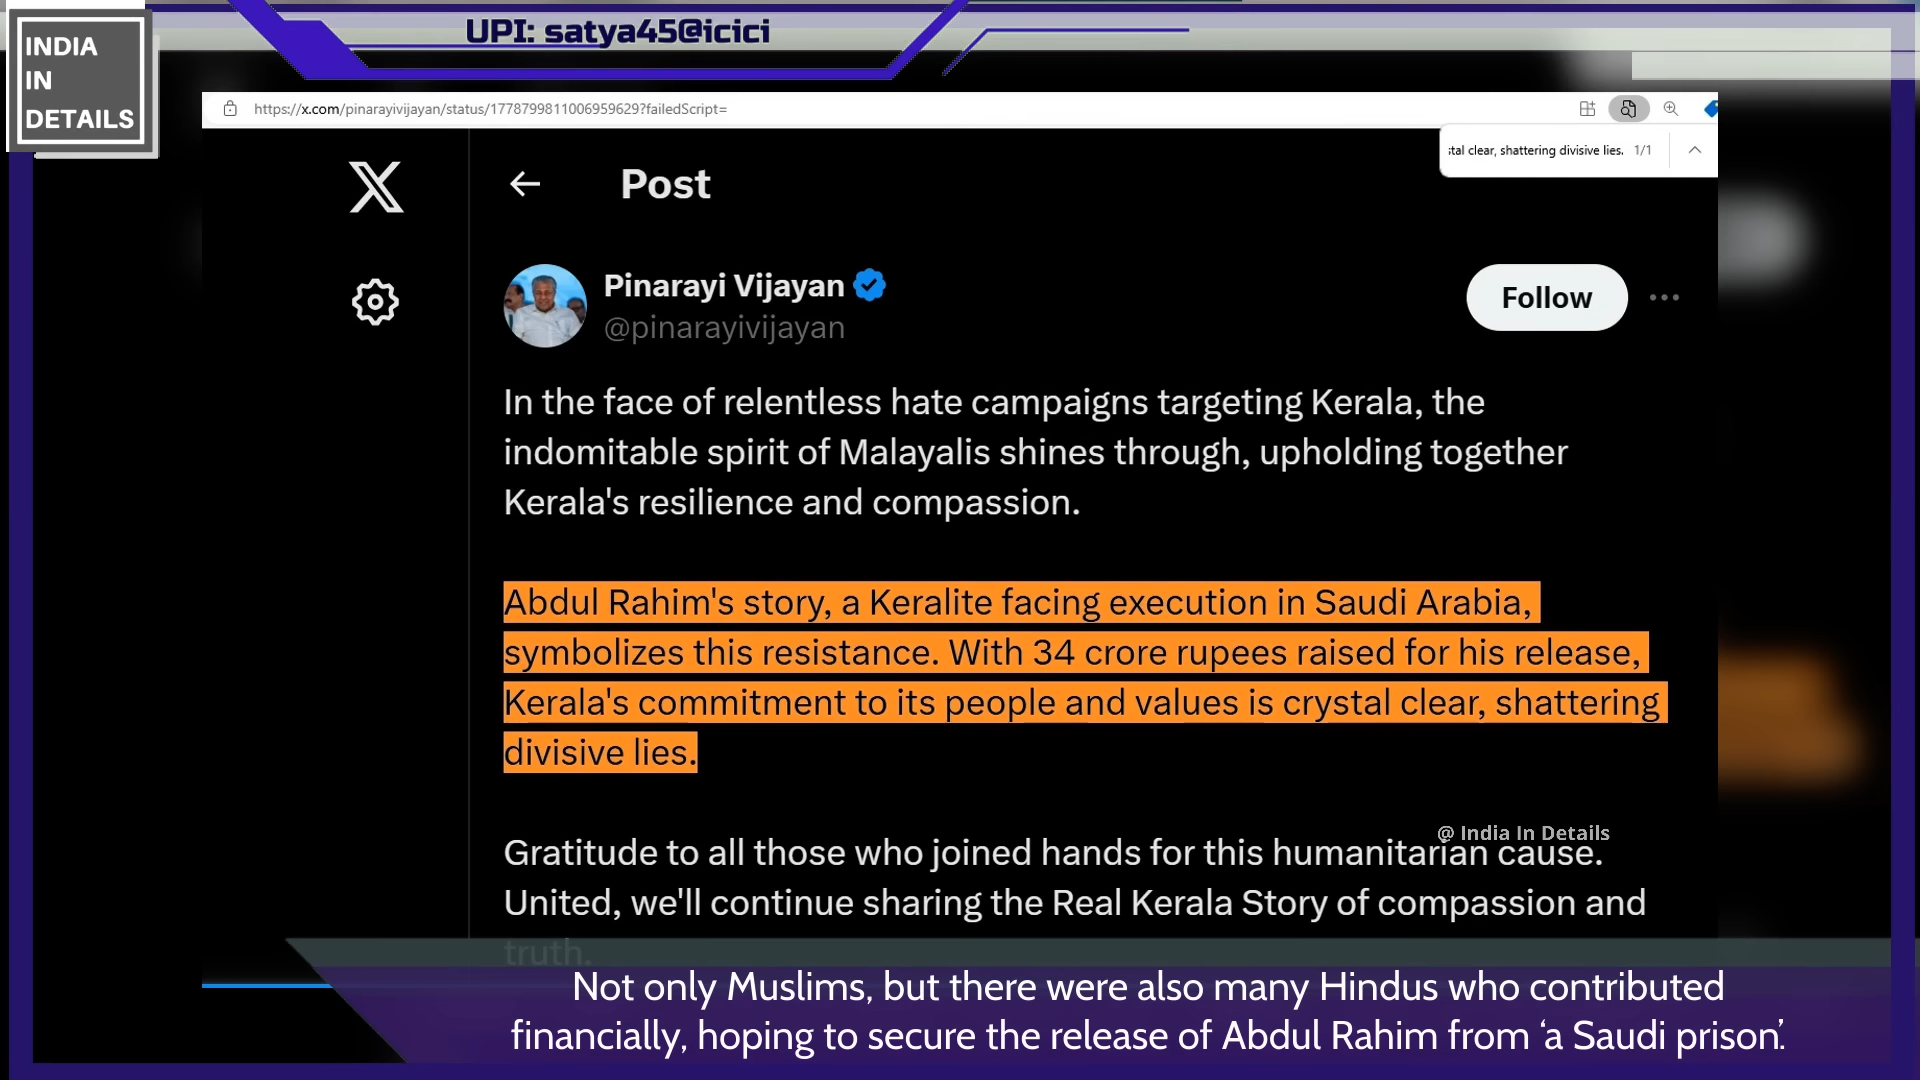 UPI: satya45@icici
INDIA
IN
DETAILS
https://x.com/pinarayivijayan/status/1778799811006959629?failedScript=
stal clear, shattering divisive lies. 1/1
Post
Pinarayi Vijayan
@pinarayivijayan
Follow
In the face of relentless hate campaigns targeting Kerala, the
indomitable spirit of Malayalis shines through, upholding together
Kerala's resilience and compassion.
Abdul Rahim's story, a Keralite facing execution in Saudi Arabia,
symbolizes this resistance. With 34 crore rupees raised for his release,
Kerala's commitment to its people and values is crystal clear, shattering
divisive lies.
@ India In Details
Gratitude to all those who joined hands for this humanitarian cause.
United, we'll continue sharing the Real Kerala Story of compassion and
truth.
Not only Muslims, but there were also many Hindus who contributed
financially, hoping to secure the release of Abdul Rahim from ‘a Saudi prison’.